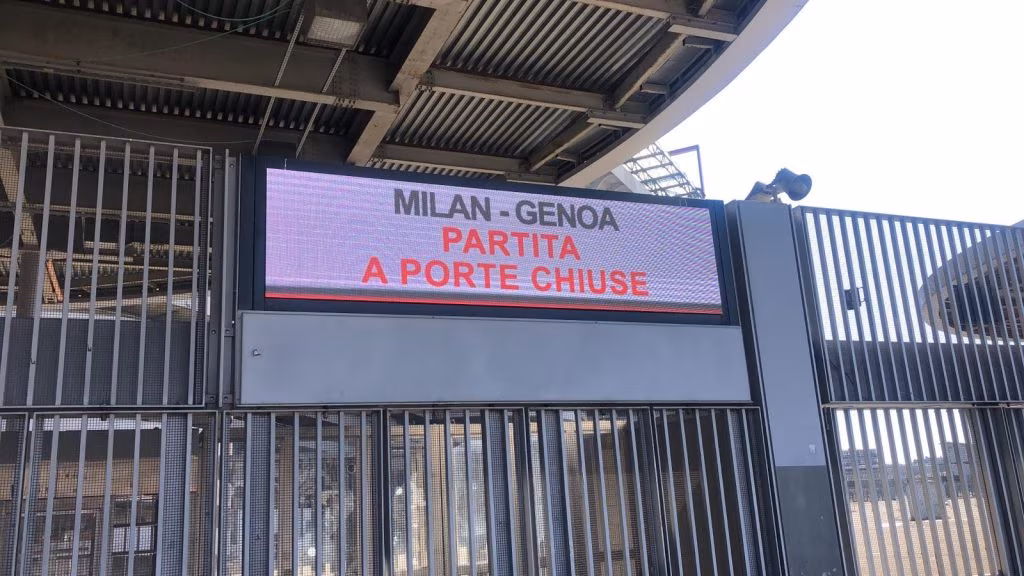 MILAN - GENOA
PARTITA
A PORTE CHIUSE